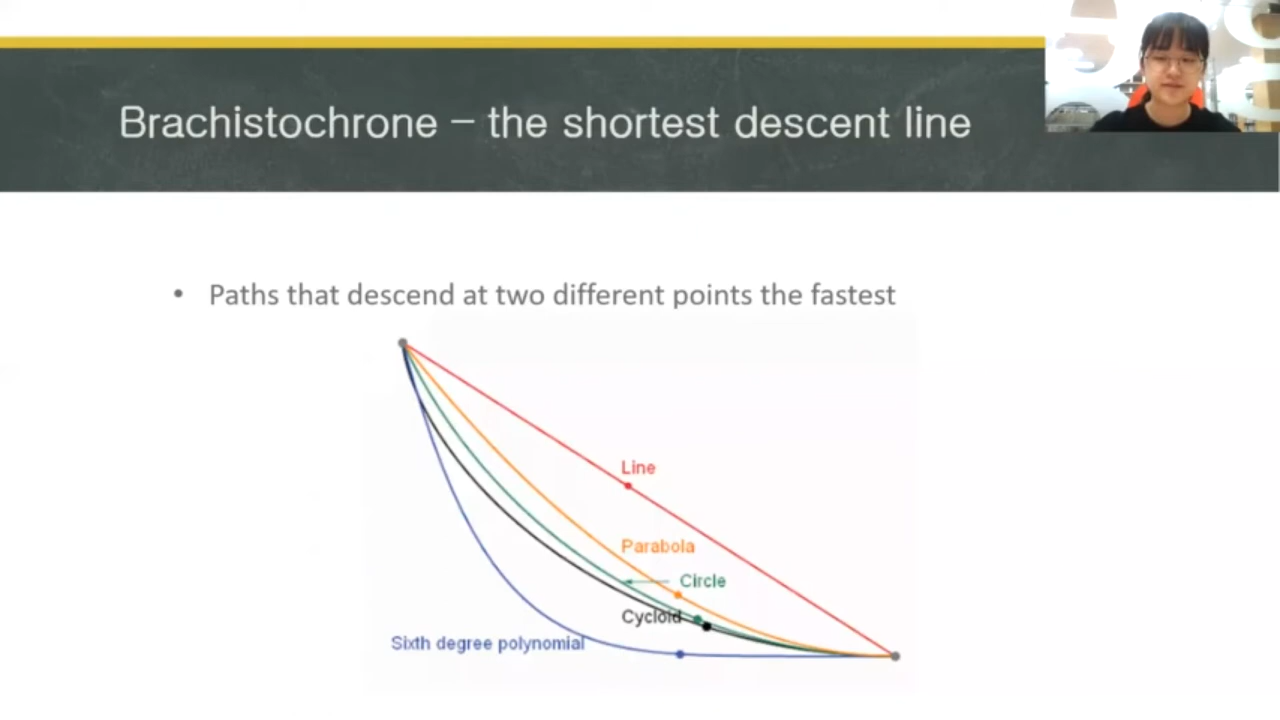 Brachistochrone – the shortest descent line
• Paths that descend at two different points the fastest
Line
Parabola
Circle
Cycloid
Sixth degree polynomial